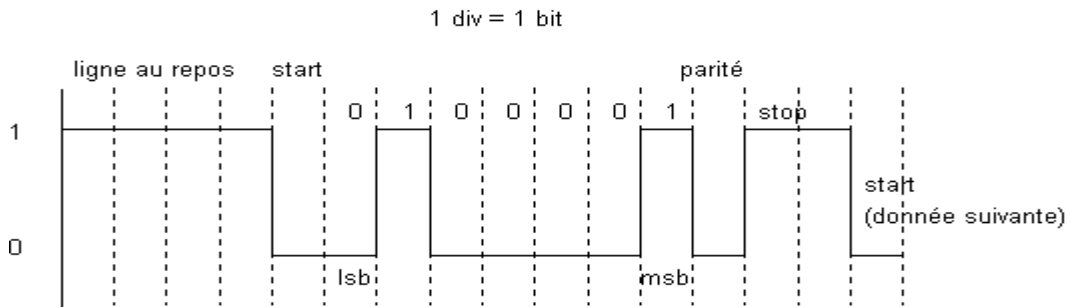 1 div = 1 bit
ligne au repos start parité
0 1 0 0 0 0 1 stop
1
start
(donnée suivante)
0
lsb msb